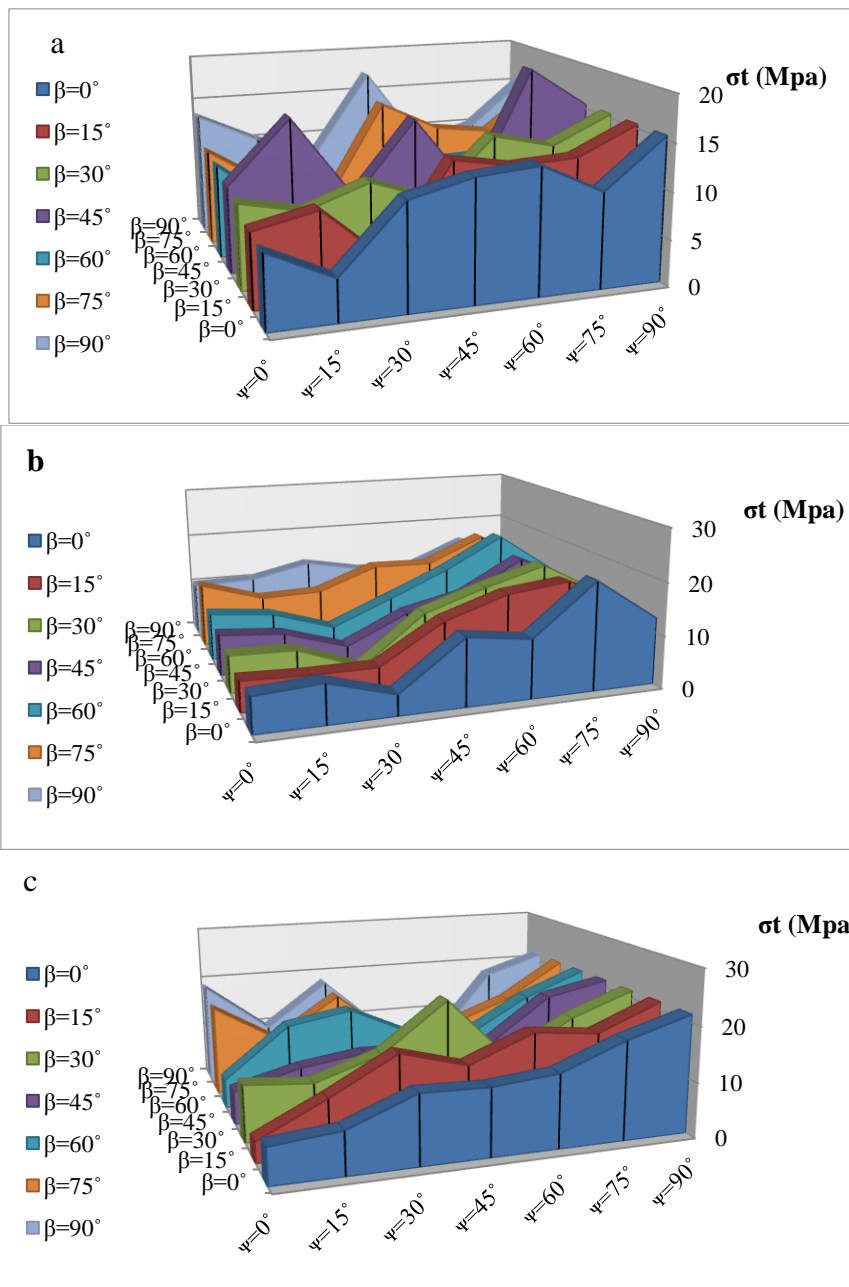 a
σt (Mpa)
β=0˚
β=15˚
β=30˚
β=45˚
β=60˚
β=75˚
β=90˚
20
15
10
5
0
β=90˚
β=75˚
β=60˚
β=45˚
β=30˚
β=15˚
β=0˚
Ψ=0˚
Ψ=15˚
Ψ=30˚
Ψ=45˚
Ψ=60˚
Ψ=75˚
Ψ=90˚
b
σt (Mpa)
β=0˚
β=15˚
β=30˚
β=45˚
β=60˚
β=75˚
β=90˚
30
20
10
0
β=90˚
β=75˚
β=60˚
β=45˚
β=30˚
β=15˚
β=0˚
Ψ=0˚
Ψ=15˚
Ψ=30˚
Ψ=45˚
Ψ=60˚
Ψ=75˚
Ψ=90˚
c
σt (Mpa
β=0˚
β=15˚
β=30˚
β=45˚
β=60˚
β=75˚
β=90˚
30
20
10
0
β=90˚
β=75˚
β=60˚
β=45˚
β=30˚
β=15˚
β=0˚
Ψ=0˚
Ψ=15˚
Ψ=30˚
Ψ=45˚
Ψ=60˚
Ψ=75˚
Ψ=90˚